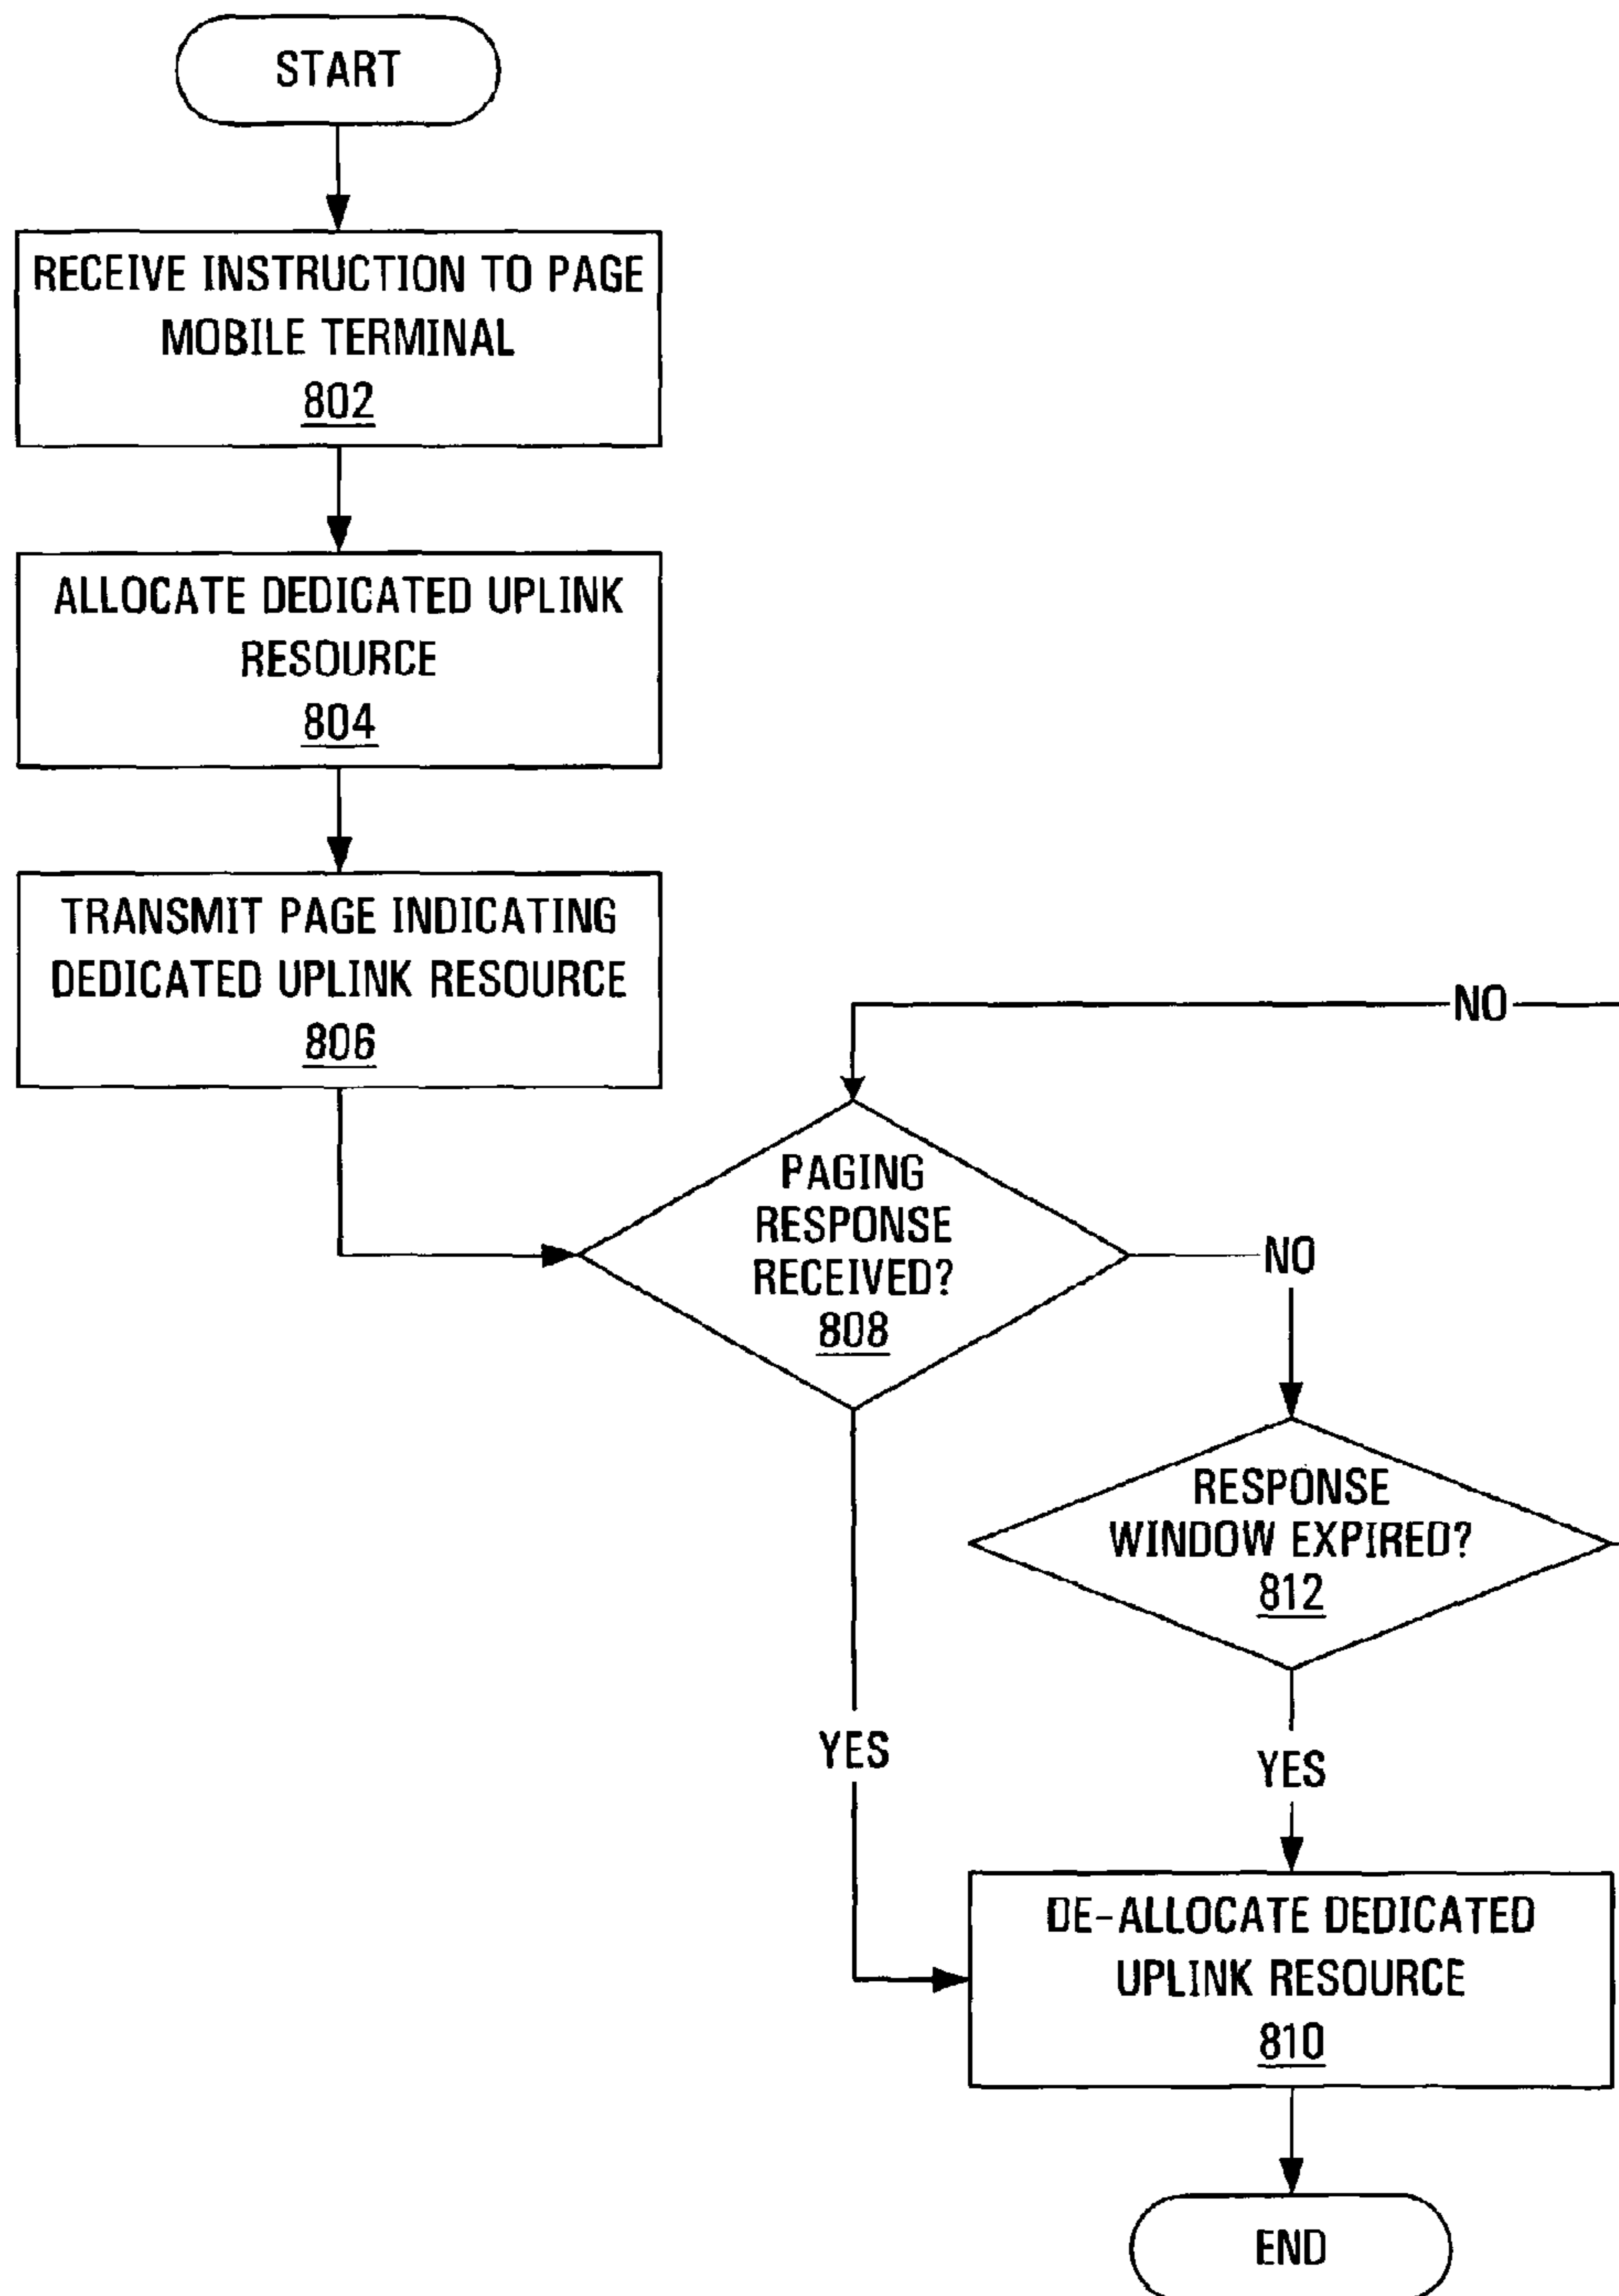 START
RECEIVE INSTRUCTION TO PAGE
MOBILE TERMINAL
802
ALLOCATE DEDICATED UPLINK
RESOURCE
804
TRANSMIT PAGE INDICATING
DEDICATED UPLINK RESOURCE
806
NO
PAGING
RESPONSE
RECEIVED?
808
NO
RESPONSE
WINDOW EXPIRED?
812
YES
YES
DE-ALLOCATE DEDICATED
UPLINK RESOURCE
810
END